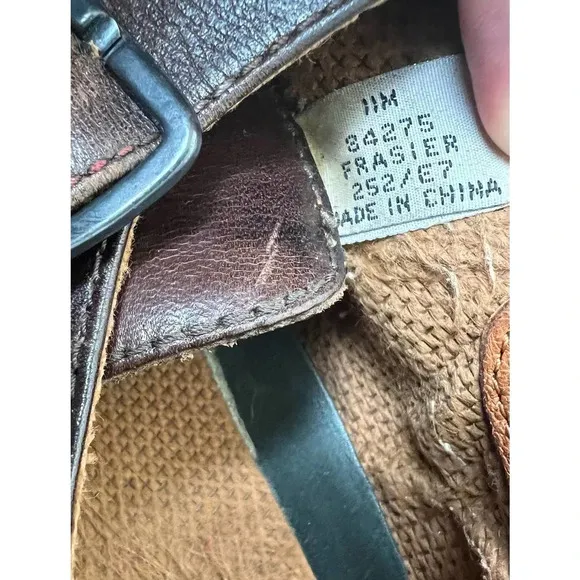 11M
84275
FRASIER
252/E7
MADE IN CHINA